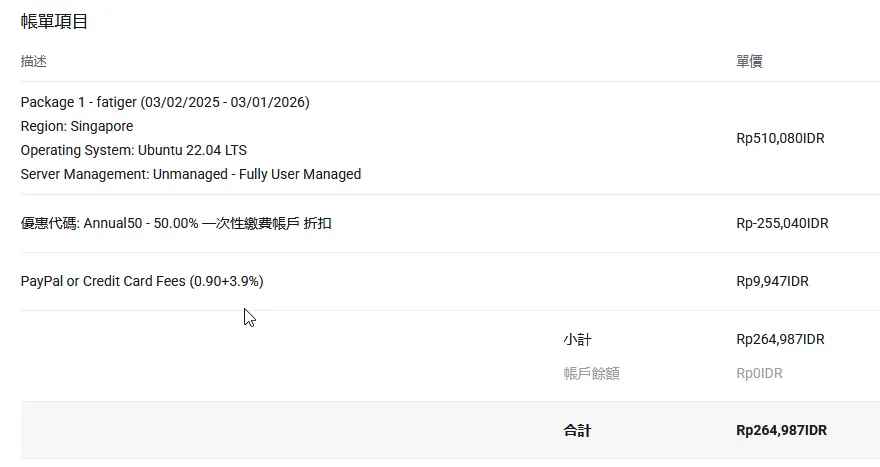 帳單項目
描述 單價
Package 1 - fatiger (03/02/2025 - 03/01/2026)
Region: Singapore
Operating System: Ubuntu 22.04 LTS
Server Management: Unmanaged - Fully User Managed
Rp510,080IDR
優惠代碼: Annual50 - 50.00% 一次性繳費帳戶 折扣 Rp-255,040IDR
PayPal or Credit Card Fees (0.90+3.9%) Rp9,947IDR
小計 Rp264,987IDR
帳戶餘額 Rp0IDR
合計 Rp264,987IDR